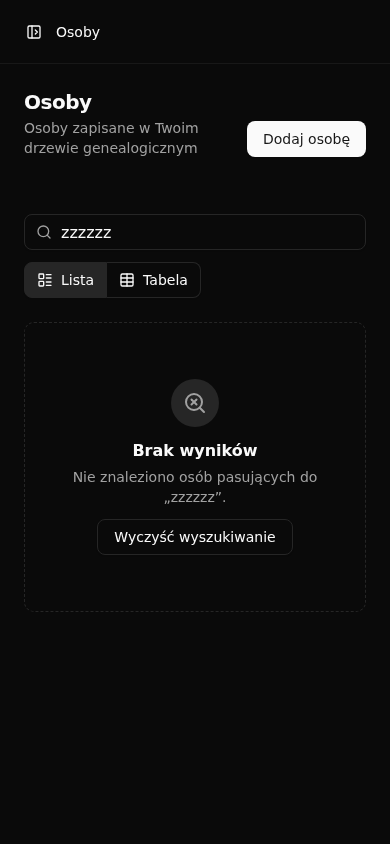 Osoby
Osoby
Osoby zapisane w Twoim
drzewie genealogicznym
Dodaj osobę
zzzzzz
Lista
Tabela
Brak wyników
Nie znaleziono osób pasujących do
„zzzzzz”.
Wyczyść wyszukiwanie